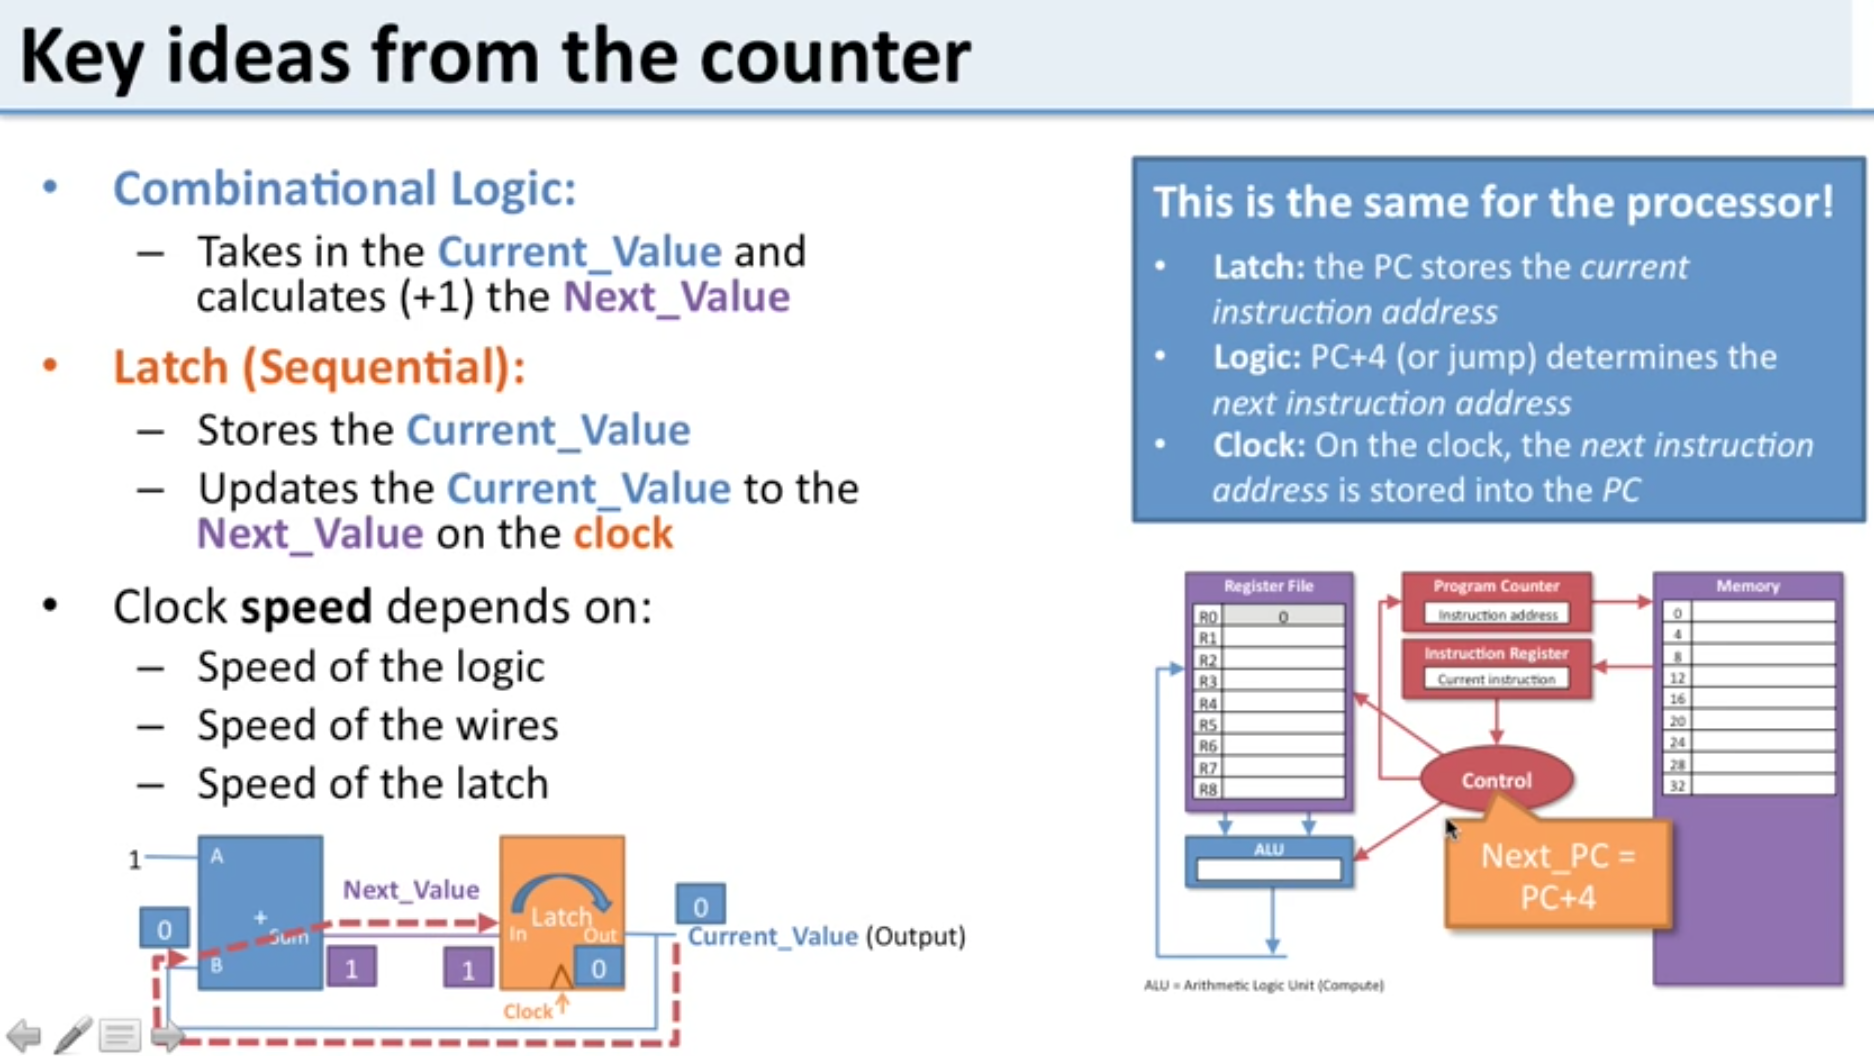 Key ideas from the counter
• Combinational Logic:
– Takes in the Current_Value and
calculates (+1) the Next_Value
• Latch (Sequential):
– Stores the Current_Value
– Updates the Current_Value to the
Next_Value on the clock
• Clock speed depends on:
– Speed of the logic
– Speed of the wires
– Speed of the latch
1
A
0
+
Sum
B
Next_Value
1
1
Latch
In
Out
0
Clock
0
Current_Value (Output)
This is the same for the processor!
• Latch: the PC stores the current
instruction address
• Logic: PC+4 (or jump) determines the
next instruction address
• Clock: On the clock, the next instruction
address is stored into the PC
Register File
R0 0
R1
R2
R3
R4
R5
R6
R7
R8
ALU
Program Counter
Instruction address
Instruction Register
Current instruction
Control
Next_PC =
PC+4
Memory
0
4
8
12
16
20
24
28
32
ALU = Arithmetic Logic Unit (Compute)